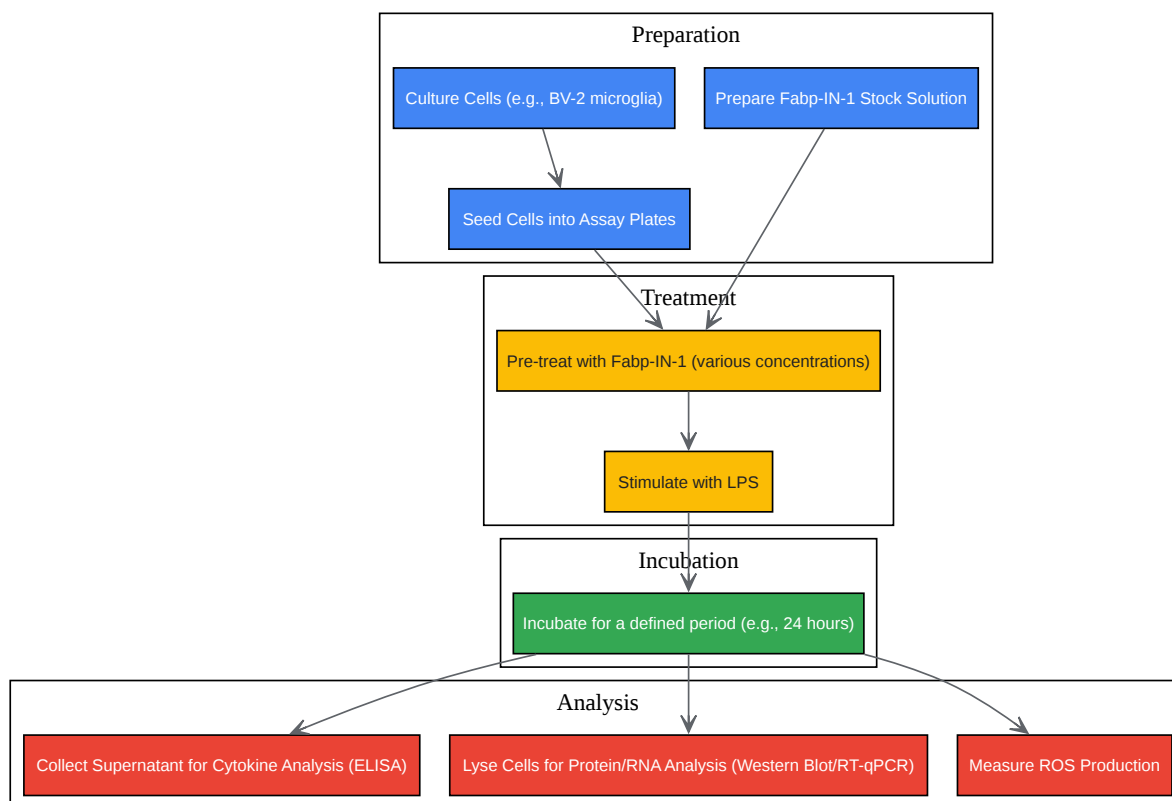 Preparation
Culture Cells (e.g., BV-2 microglia)
Prepare Fabp-IN-1 Stock Solution
Seed Cells into Assay Plates
Treatment
Pre-treat with Fabp-IN-1 (various concentrations)
Stimulate with LPS
Incubation
Incubate for a defined period (e.g., 24 hours)
Analysis
Collect Supernatant for Cytokine Analysis (ELISA)
Lyse Cells for Protein/RNA Analysis (Western Blot/RT-qPCR)
Measure ROS Production